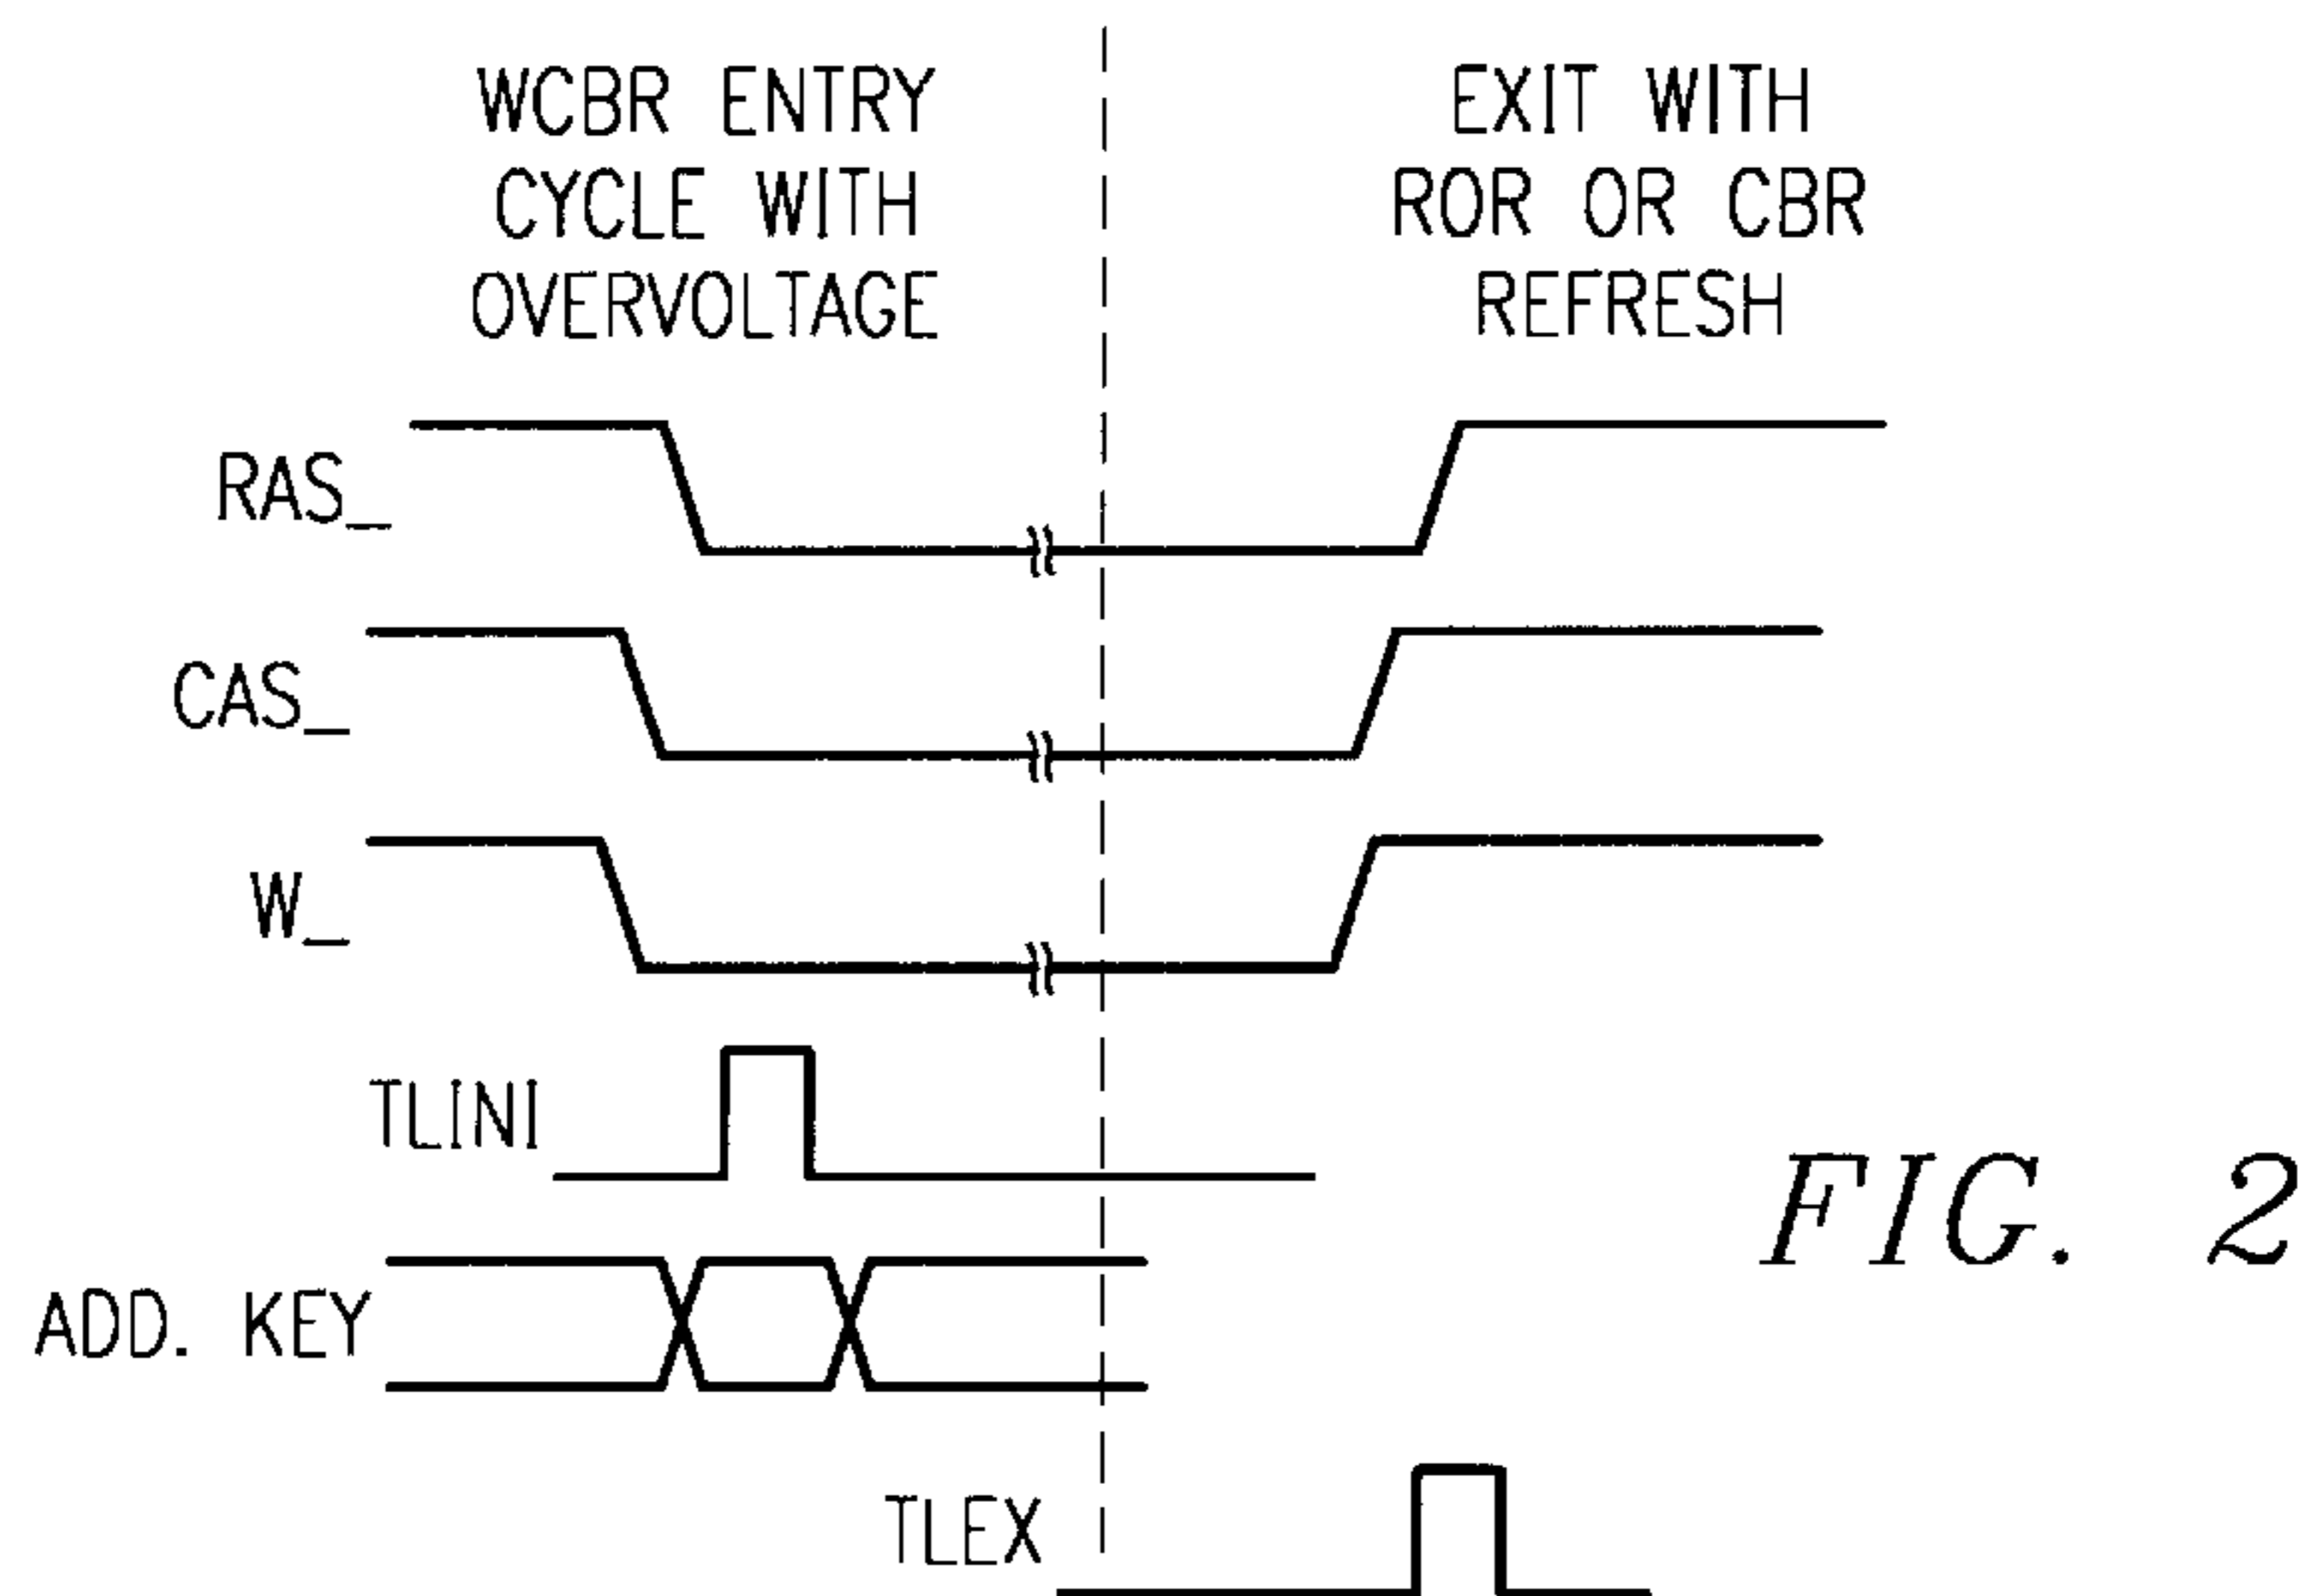 WCBR ENTRY
CYCLE WITH
OVERVOLTAGE
EXIT WITH
ROR OR CBR
REFRESH
RAS_
CAS_
W_
TLINI
ADD. KEY
TLEX
FIG. 2